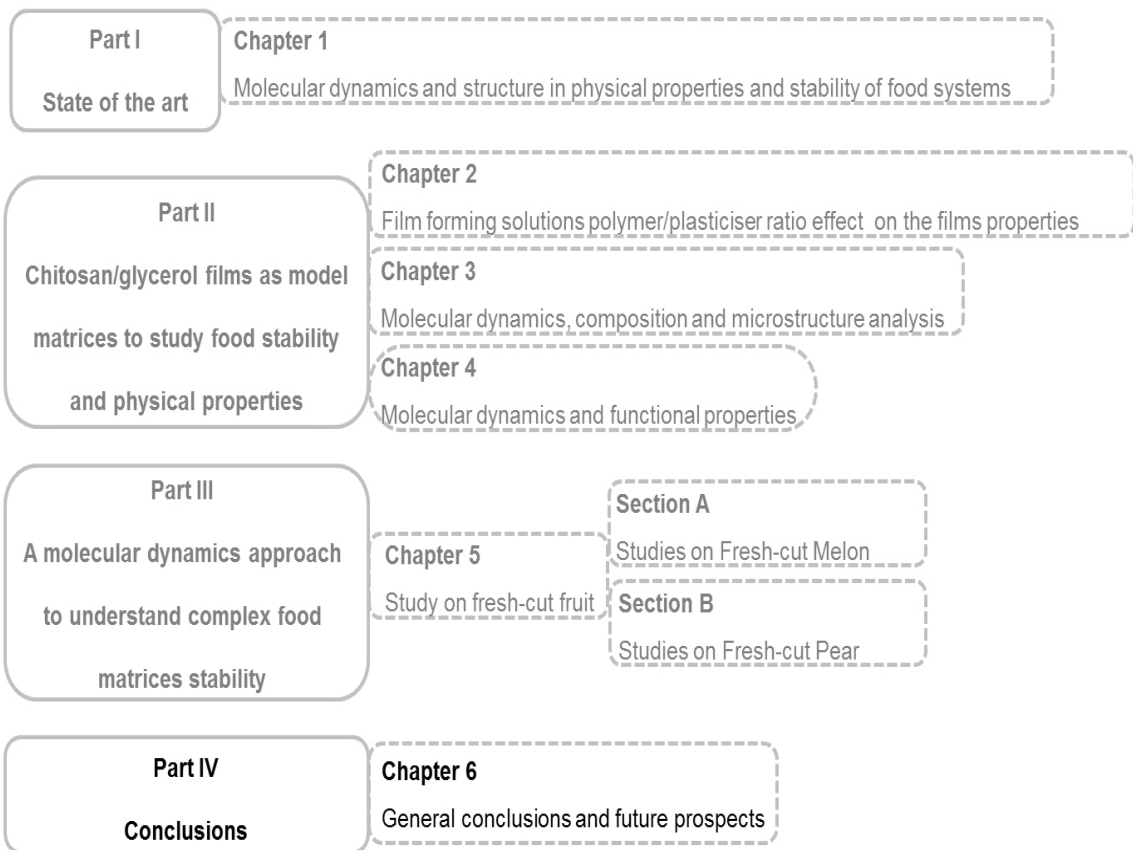 Part I
State of the art
Chapter 1
Molecular dynamics and structure in physical properties and stability of food systems
Part II
Chitosan/glycerol films as model
matrices to study food stability
and physical properties
Chapter 2
Film forming solutions polymer/plasticiser ratio effect on the films properties
Chapter 3
Molecular dynamics, composition and microstructure analysis
Chapter 4
Molecular dynamics and functional properties
Part III
A molecular dynamics approach
to understand complex food
matrices stability
Chapter 5
Study on fresh-cut fruit
Section A
Studies on Fresh-cut Melon
Section B
Studies on Fresh-cut Pear
Part IV
Conclusions
Chapter 6
General conclusions and future prospects